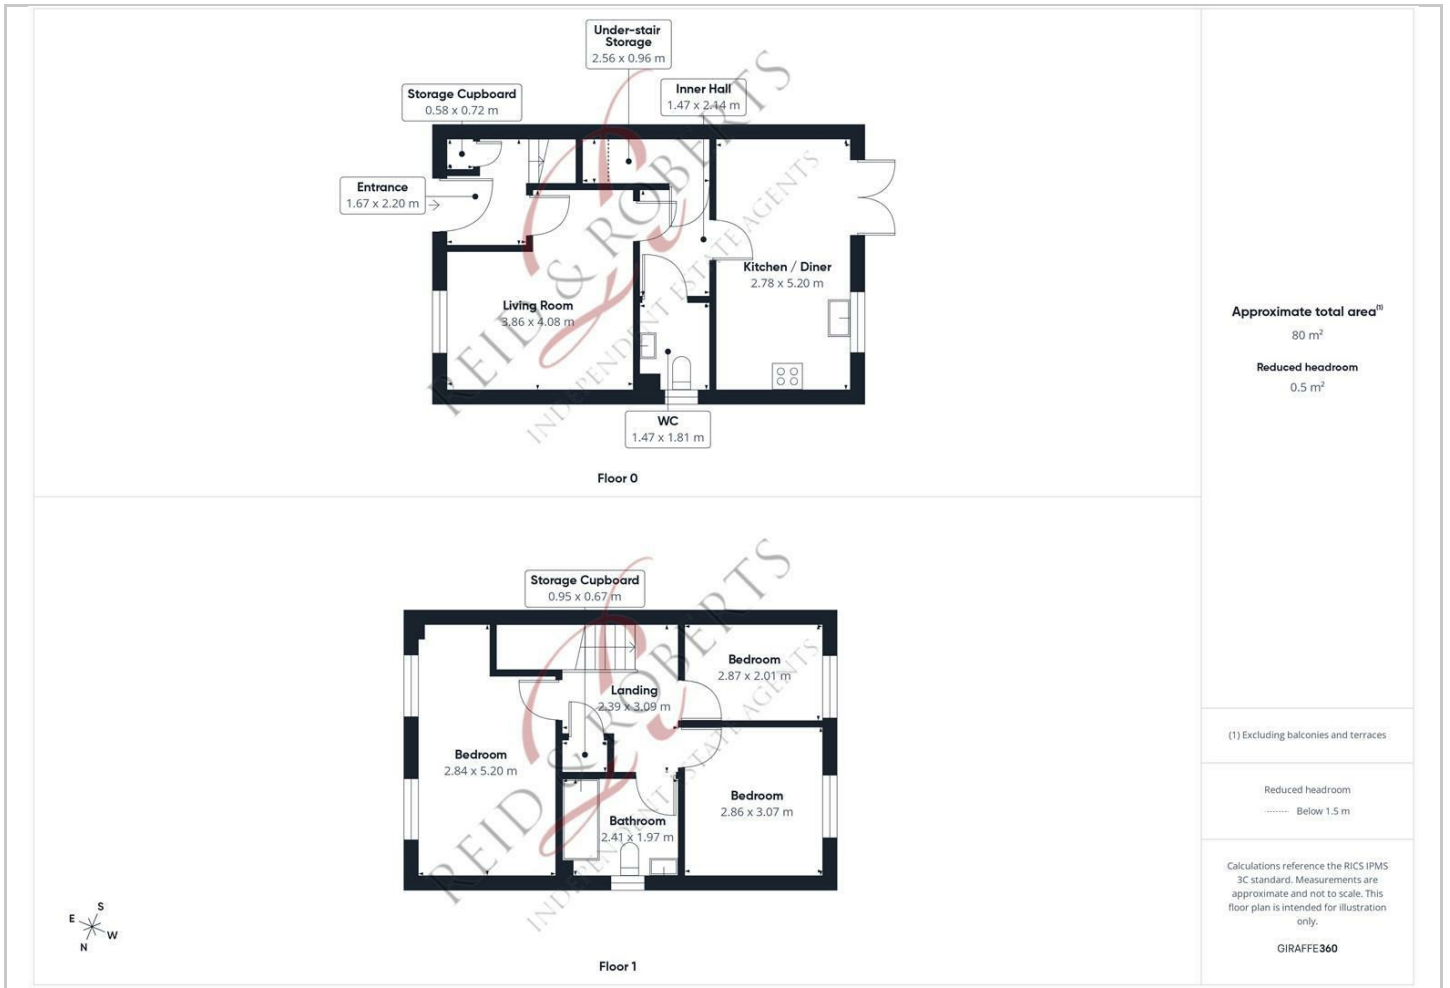 Under-stair
Storage
2.56 x 0.96 m
Storage Cupboard
0.58 x 0.72 m
Inner Hall
1.47 x 2.14 m
Entrance
1.67 x 2.20 m
Kitchen / Diner
2.78 x 5.20 m
Living Room
3.86 x 4.08 m
WC
1.47 x 1.81 m
REID & ROBERTS
INDEPENDENT ESTATE AGENTS
Floor 0
Storage Cupboard
0.95 x 0.67 m
Bedroom
2.87 x 2.01 m
Landing
2.39 x 3.09 m
Bedroom
2.84 x 5.20 m
Bedroom
2.86 x 3.07 m
Bathroom
2.41 x 1.97 m
REID & ROBERTS
INDEPENDENT ESTATE AGENTS
S
E
W
N
Floor 1
Approximate total area(1)
80 m²
Reduced headroom
0.5 m²
(1) Excluding balconies and terraces
Reduced headroom
Below 1.5 m
Calculations reference the RICS IPMS
3C standard. Measurements are
approximate and not to scale. This
floor plan is intended for illustration
only.
GIRAFFE360